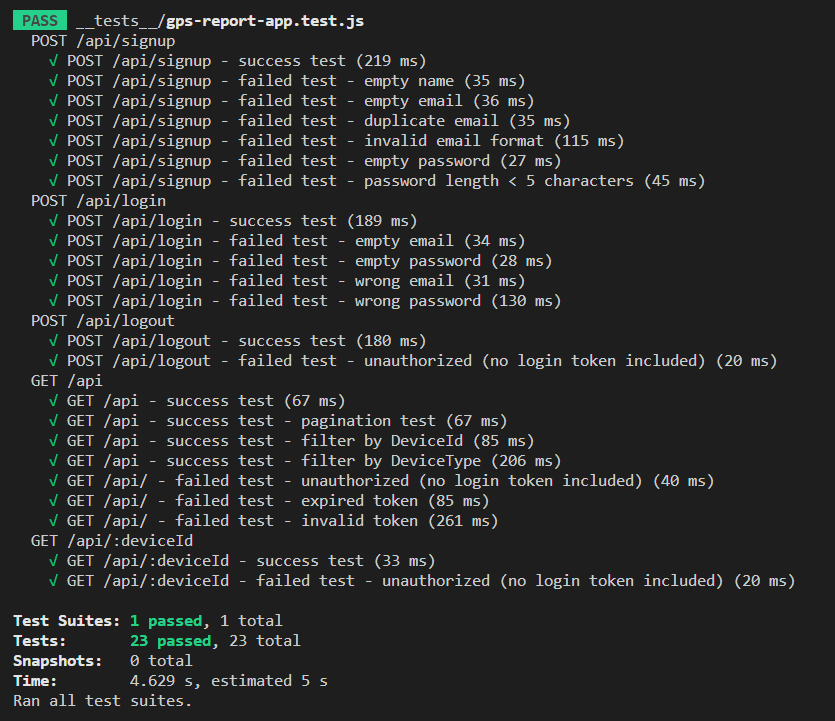 PASS __tests__/gps-report-app.test.js
POST /api/signup
√ POST /api/signup - success test (219 ms)
√ POST /api/signup - failed test - empty name (35 ms)
√ POST /api/signup - failed test - empty email (36 ms)
√ POST /api/signup - failed test - duplicate email (35 ms)
√ POST /api/signup - failed test - invalid email format (115 ms)
√ POST /api/signup - failed test - empty password (27 ms)
√ POST /api/signup - failed test - password length < 5 characters (45 ms)
POST /api/login
√ POST /api/login - success test (189 ms)
√ POST /api/login - failed test - empty email (34 ms)
√ POST /api/login - failed test - empty password (28 ms)
√ POST /api/login - failed test - wrong email (31 ms)
√ POST /api/login - failed test - wrong password (130 ms)
POST /api/logout
√ POST /api/logout - success test (180 ms)
√ POST /api/logout - failed test - unauthorized (no login token included) (20 ms)
GET /api
√ GET /api - success test (67 ms)
√ GET /api - success test - pagination test (67 ms)
√ GET /api - success test - filter by DeviceId (85 ms)
√ GET /api - success test - filter by DeviceType (206 ms)
√ GET /api/ - failed test - unauthorized (no login token included) (40 ms)
√ GET /api/ - failed test - expired token (85 ms)
√ GET /api/ - failed test - invalid token (261 ms)
GET /api/:deviceId
√ GET /api/:deviceId - success test (33 ms)
√ GET /api/:deviceId - failed test - unauthorized (no login token included) (20 ms)
Test Suites: 1 passed, 1 total
Tests: 23 passed, 23 total
Snapshots: 0 total
Time: 4.629 s, estimated 5 s
Ran all test suites.